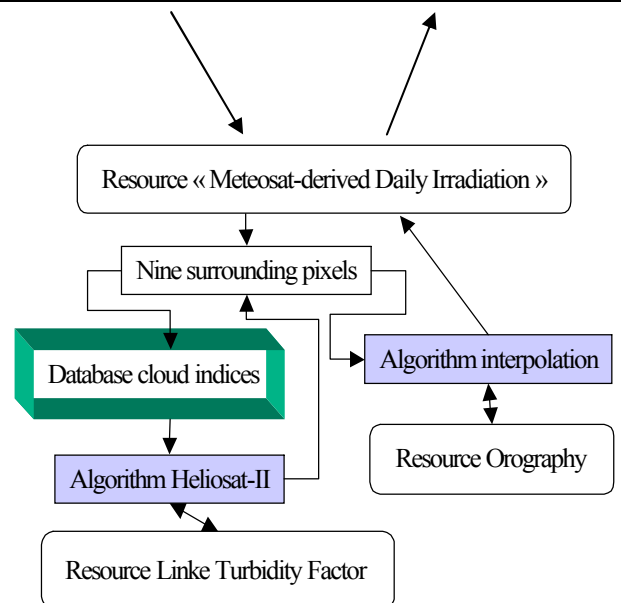 Resource « Meteosat-derived Daily Irradiation »
Nine surrounding pixels
Database cloud indices
Algorithm interpolation
Algorithm Heliosat-II
Resource Orography
Resource Linke Turbidity Factor